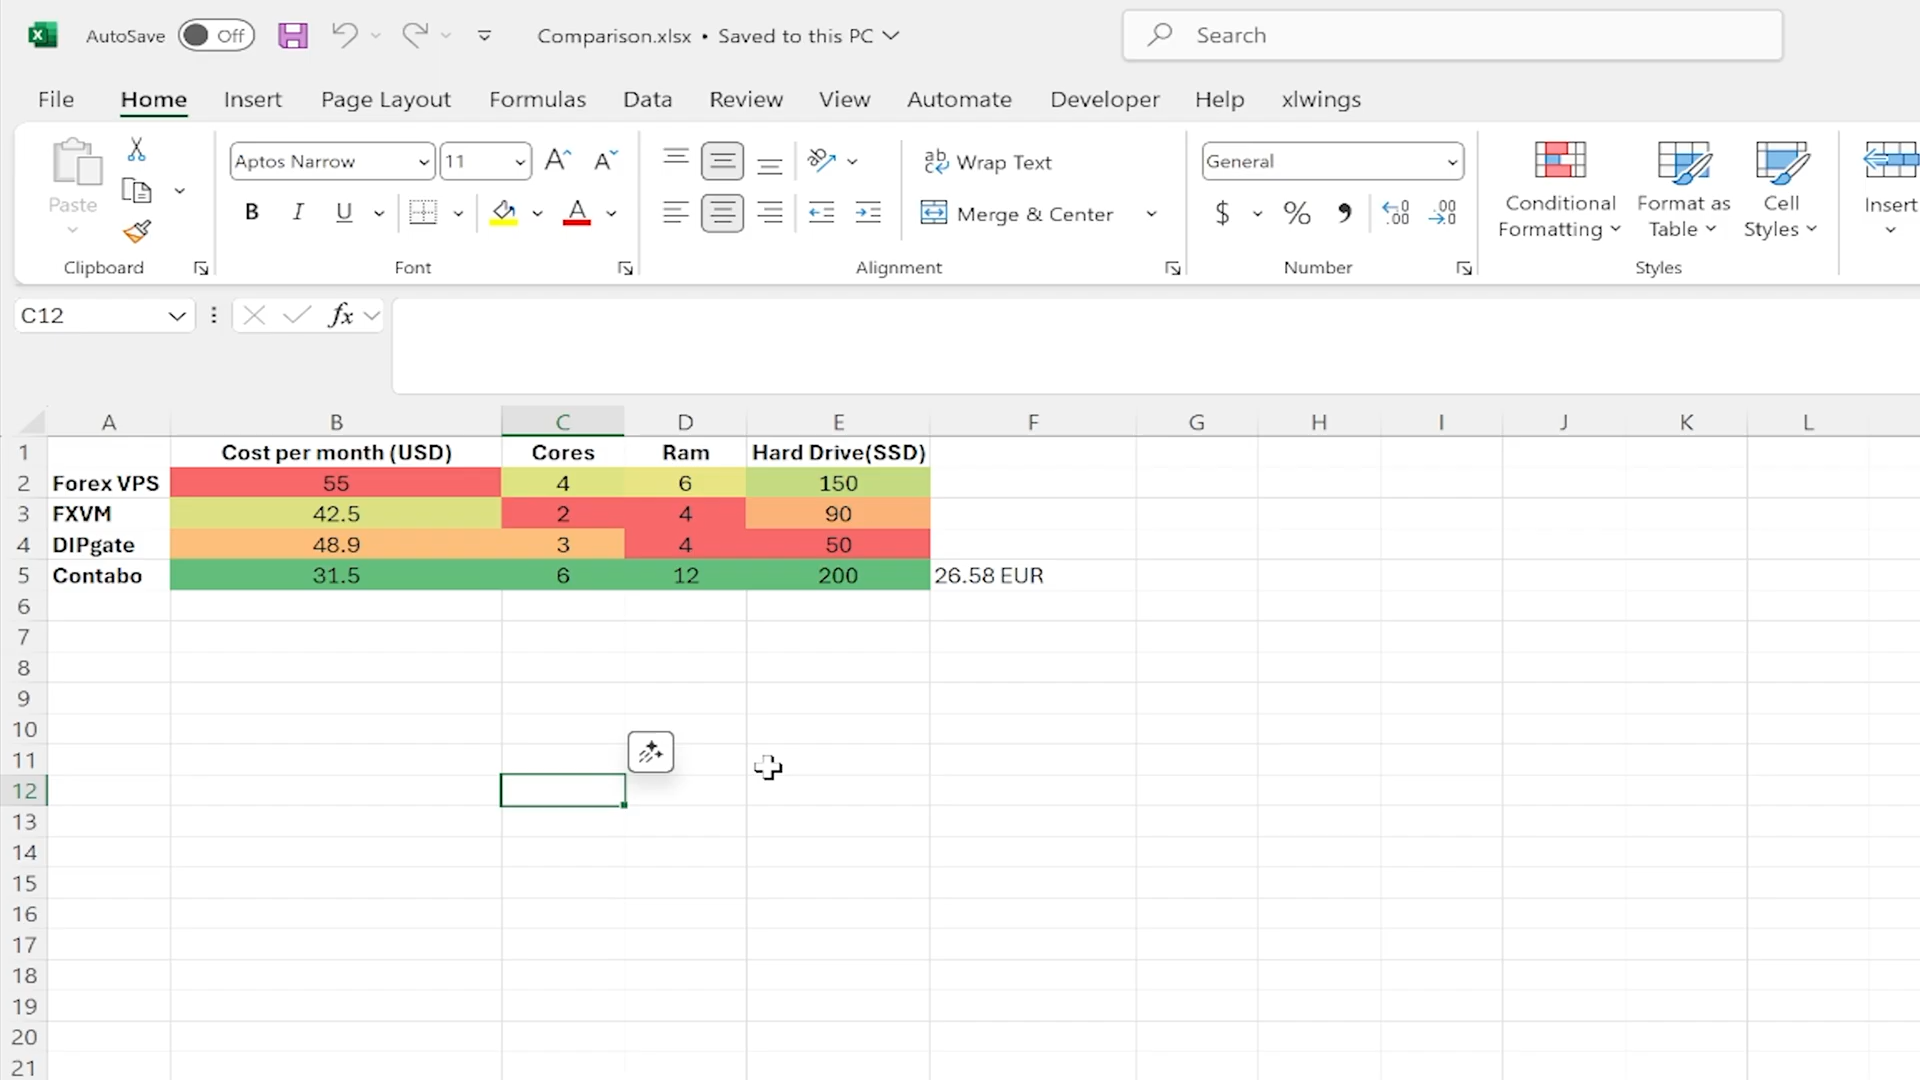 AutoSave Off Comparison.xlsx • Saved to this PC Search
File Home Insert Page Layout Formulas Data Review View Automate Developer Help xlwings
Paste
Clipboard
Aptos Narrow 11
B I U
Font
ab Wrap Text
Merge & Center
Alignment
General
$ % , .00
Number
Conditional Formatting
Format as Table
Cell Styles
Styles
Insert
C12 fx
A B C D E F G H I J K L
1 Cost per month (USD) Cores Ram Hard Drive(SSD)
2 Forex VPS 55 4 6 150
3 FXVM 42.5 2 4 90
4 DIPgate 48.9 3 4 50
5 Contabo 31.5 6 12 200 26.58 EUR
6
7
8
9
10
11
12
13
14
15
16
17
18
19
20
21